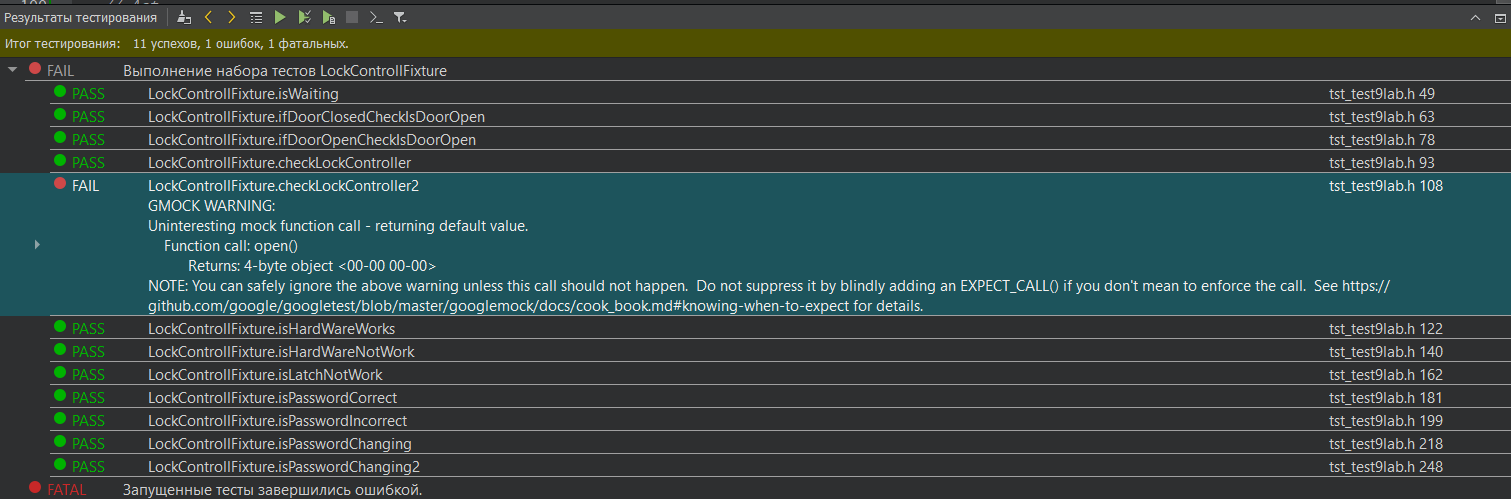 Результаты тестирования
Итог тестирования: 11 успехов, 1 ошибок, 1 фатальных.
FAIL Выполнение набора тестов LockControllFixture
PASS LockControllFixture.isWaiting tst_test9lab.h 49
PASS LockControllFixture.ifDoorClosedCheckIsDoorOpen tst_test9lab.h 63
PASS LockControllFixture.ifDoorOpenCheckIsDoorOpen tst_test9lab.h 78
PASS LockControllFixture.checkLockController tst_test9lab.h 93
FAIL LockControllFixture.checkLockController2 tst_test9lab.h 108
GMOCK WARNING:
Uninteresting mock function call - returning default value.
Function call: open()
Returns: 4-byte object <00-00 00-00>
NOTE: You can safely ignore the above warning unless this call should not happen.  Do not suppress it by blindly adding an EXPECT_CALL() if you don't mean to enforce the call.  See https://
github.com/google/googletest/blob/master/googlemock/docs/cook_book.md#knowing-when-to-expect for details.
PASS LockControllFixture.isHardWareWorks tst_test9lab.h 122
PASS LockControllFixture.isHardWareNotWork tst_test9lab.h 140
PASS LockControllFixture.isLatchNotWork tst_test9lab.h 162
PASS LockControllFixture.isPasswordCorrect tst_test9lab.h 181
PASS LockControllFixture.isPasswordIncorrect tst_test9lab.h 199
PASS LockControllFixture.isPasswordChanging tst_test9lab.h 218
PASS LockControllFixture.isPasswordChanging2 tst_test9lab.h 248
FATAL Запущенные тесты завершились ошибкой.